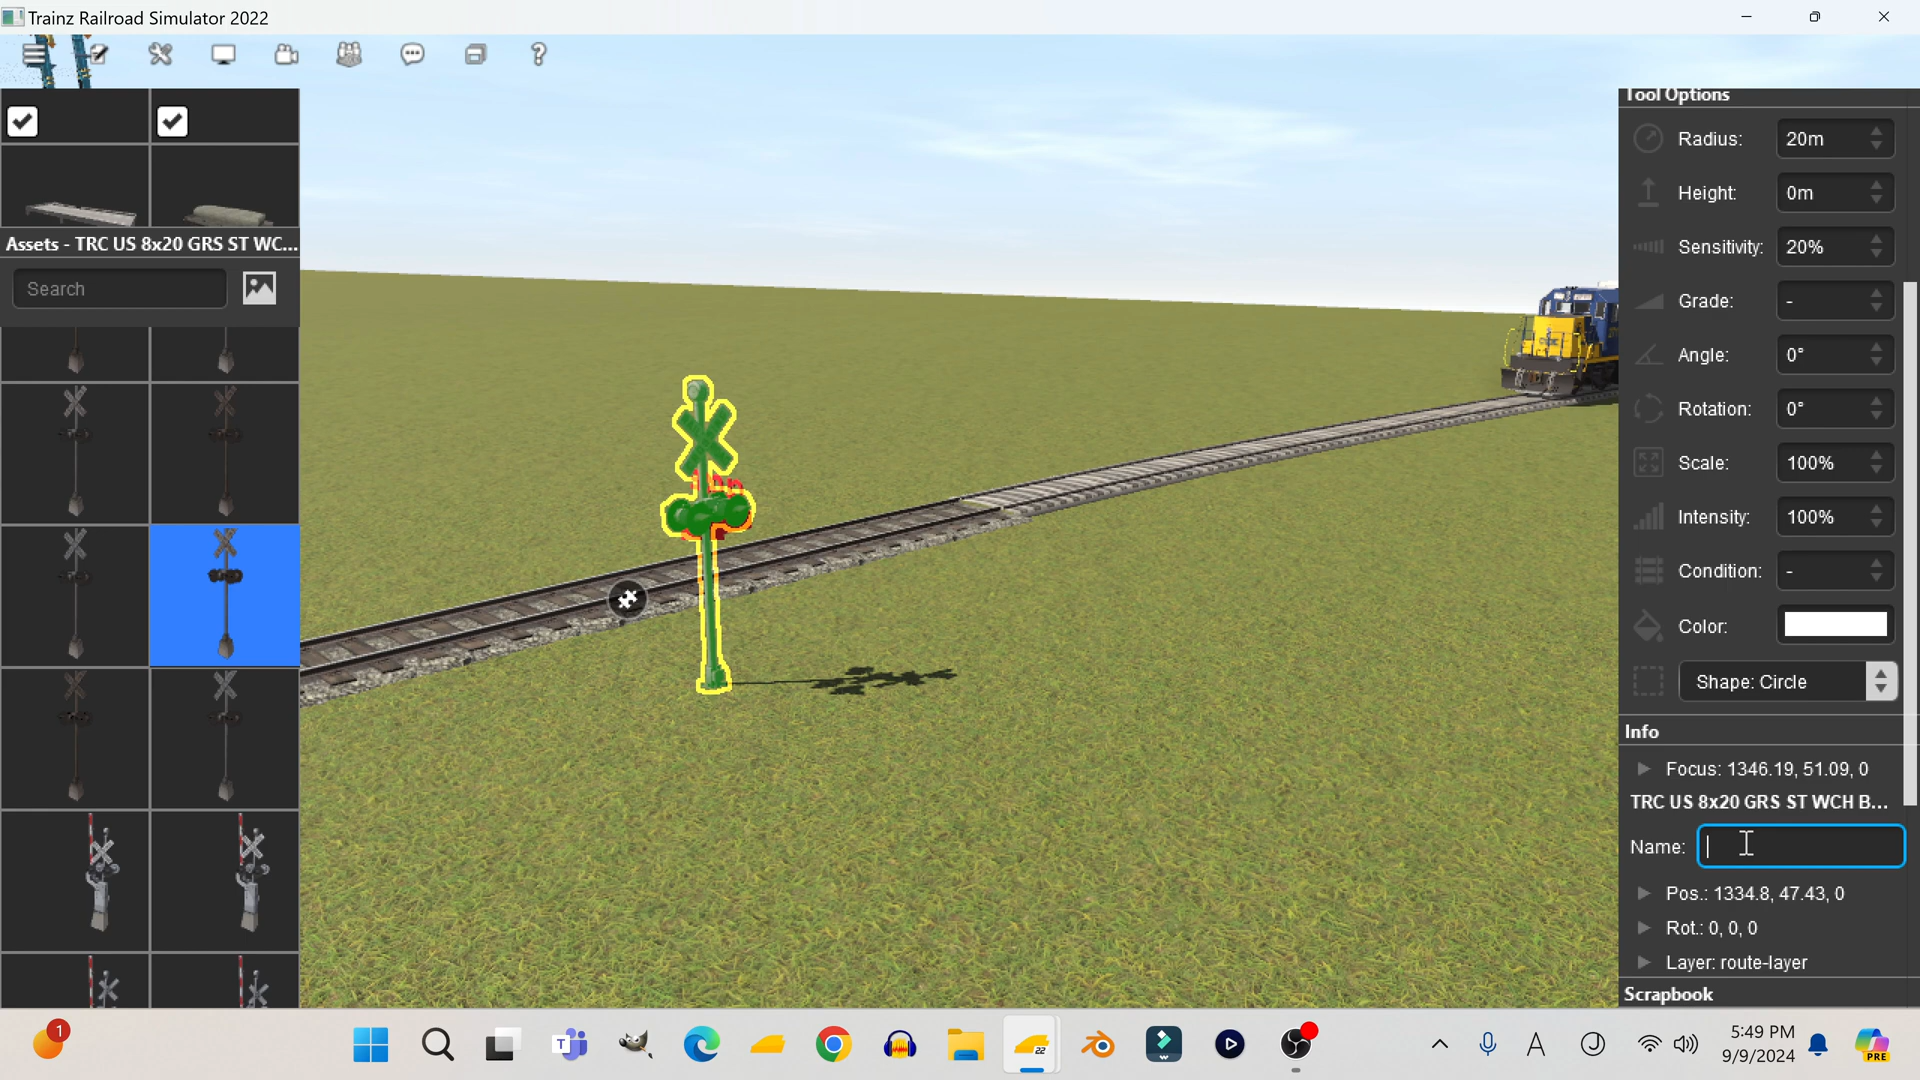 Trainz Railroad Simulator 2022
Tool Options
Radius: 20m
Height: 0m
Assets - TRC US 8x20 GRS ST WC...
Sensitivity: 20%
Search
Grade: -
Angle: 0°
Rotation: 0°
Scale: 100%
Intensity: 100%
Condition: -
Color:
Shape: Circle
Info
Focus: 1346.19, 51.09, 0
TRC US 8x20 GRS ST WCH B...
Name:
Pos.: 1334.8, 47.43, 0
Rot.: 0, 0, 0
Layer: route-layer
Scrapbook
1
T
22
A
J
5:49 PM
9/9/2024
PRE